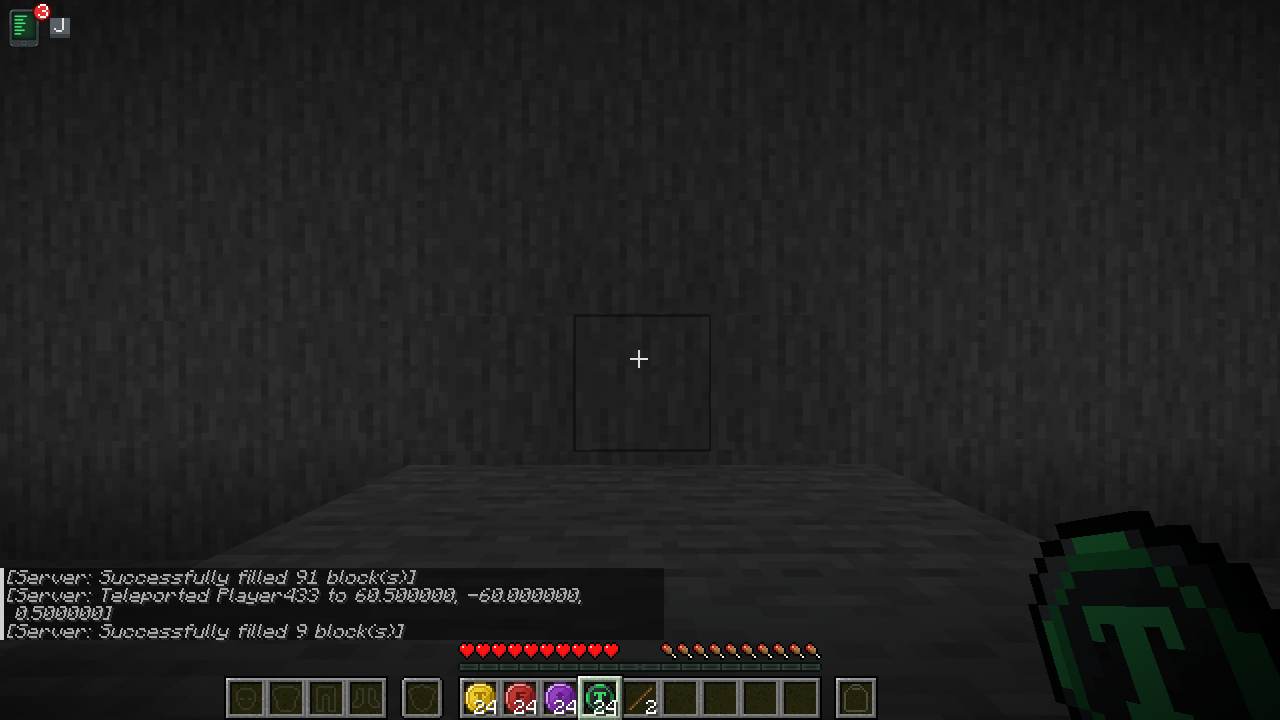 3
J
[Server: Successfully filled 91 block(s)]
[Server: Teleported Player433 to 60.500000, -60.000000,
0.500000]
[Server: Successfully filled 9 block(s)]
24 24 24 24 2
T